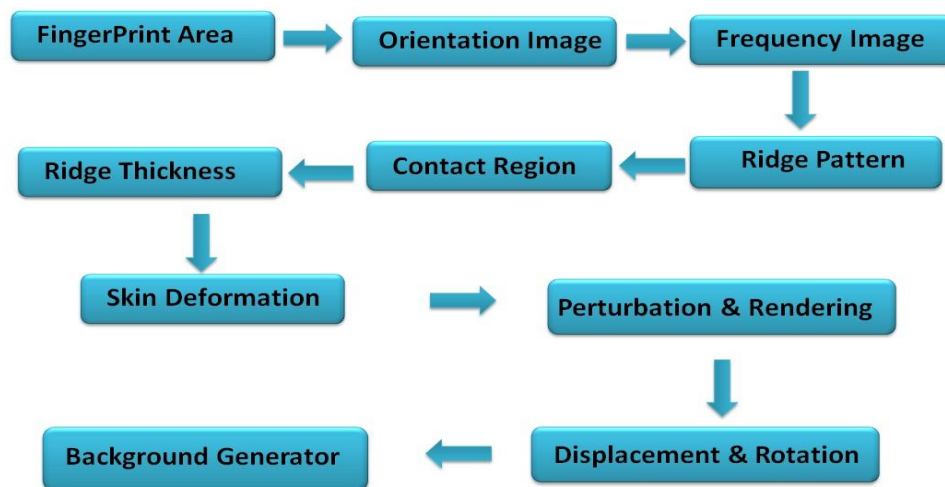 FingerPrint Area
Orientation Image
Frequency Image
Ridge Thickness
Contact Region
Ridge Pattern
Skin Deformation
Perturbation & Rendering
Background Generator
Displacement & Rotation